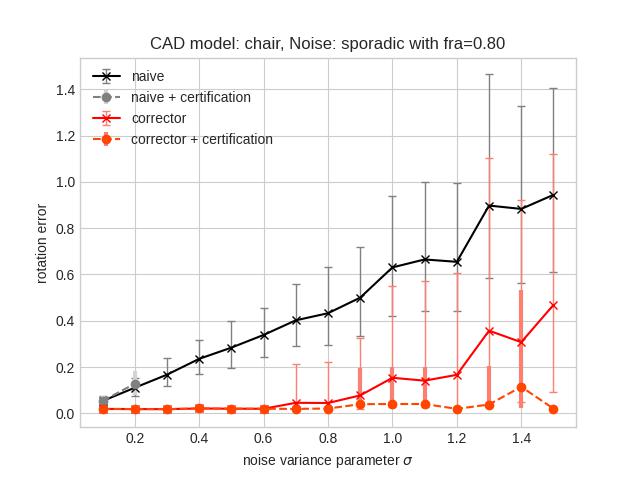 CAD model: chair, Noise: sporadic with fra=0.80
naive
naive + certification
corrector
corrector + certification
rotation error
1.4
1.2
1.0
0.8
0.6
0.4
0.2
0.0
0.2 0.4 0.6 0.8 1.0 1.2 1.4
noise variance parameter σ